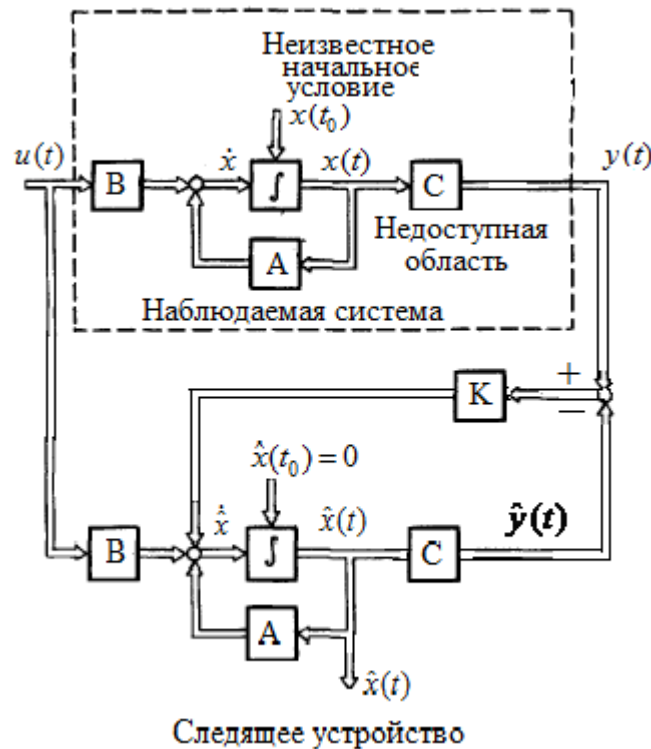 Неизвестное
начальное
условие
x(t₀)
u(t)
B
ẋ
∫
x(t)
C
y(t)
A
Недоступная
область
Наблюдаемая система
K
+
−
x̂(t₀) = 0
x̂̇
x̂(t)
ŷ(t)
B
∫
C
A
x̂(t)
Следящее устройство